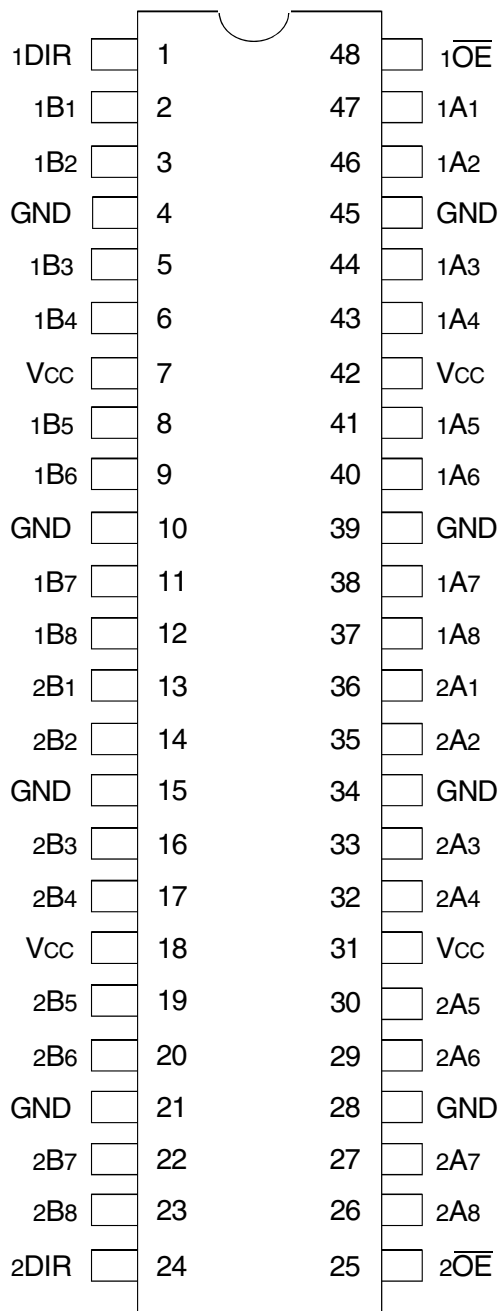 1DIR 1 48 1O̅E̅
1B1 2 47 1A1
1B2 3 46 1A2
GND 4 45 GND
1B3 5 44 1A3
1B4 6 43 1A4
VCC 7 42 VCC
1B5 8 41 1A5
1B6 9 40 1A6
GND 10 39 GND
1B7 11 38 1A7
1B8 12 37 1A8
2B1 13 36 2A1
2B2 14 35 2A2
GND 15 34 GND
2B3 16 33 2A3
2B4 17 32 2A4
VCC 18 31 VCC
2B5 19 30 2A5
2B6 20 29 2A6
GND 21 28 GND
2B7 22 27 2A7
2B8 23 26 2A8
2DIR 24 25 2O̅E̅